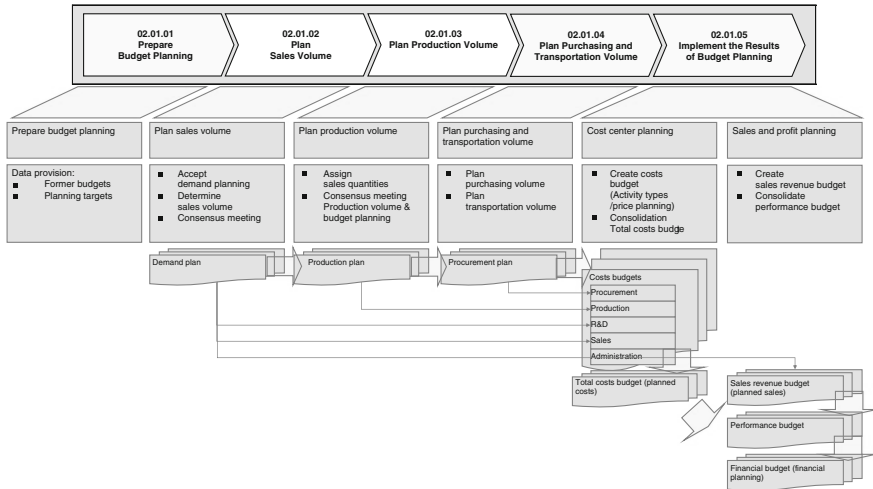 02.01.01
Prepare
Budget Planning
02.01.02
Plan
Sales Volume
02.01.03
Plan Production Volume
02.01.04
Plan Purchasing and
Transportation Volume
02.01.05
Implement the Results
of Budget Planning
Prepare budget planning
Plan sales volume
Plan production volume
Plan purchasing and
transportation volume
Cost center planning
Sales and profit planning
Data provision:
■ Former budgets
■ Planning targets
■ Accept
demand planning
■ Determine
sales volume
■ Consensus meeting
■ Assign
sales quantities
■ Consensus meeting
Production volume &
budget planning
■ Plan
purchasing volume
■ Plan
transportation volume
■ Create costs
budget
(Activity types
/price planning)
■ Consolidation
Total costs budge
■ Create
sales revenue budget
■ Consolidate
performance budget
Demand plan
Production plan
Procurement plan
Costs budgets
Procurement
Production
R&D
Sales
Administration
Total costs budget (planned
costs)
Sales revenue budget
(planned sales)
Performance budget
Financial budget (financial
planning)